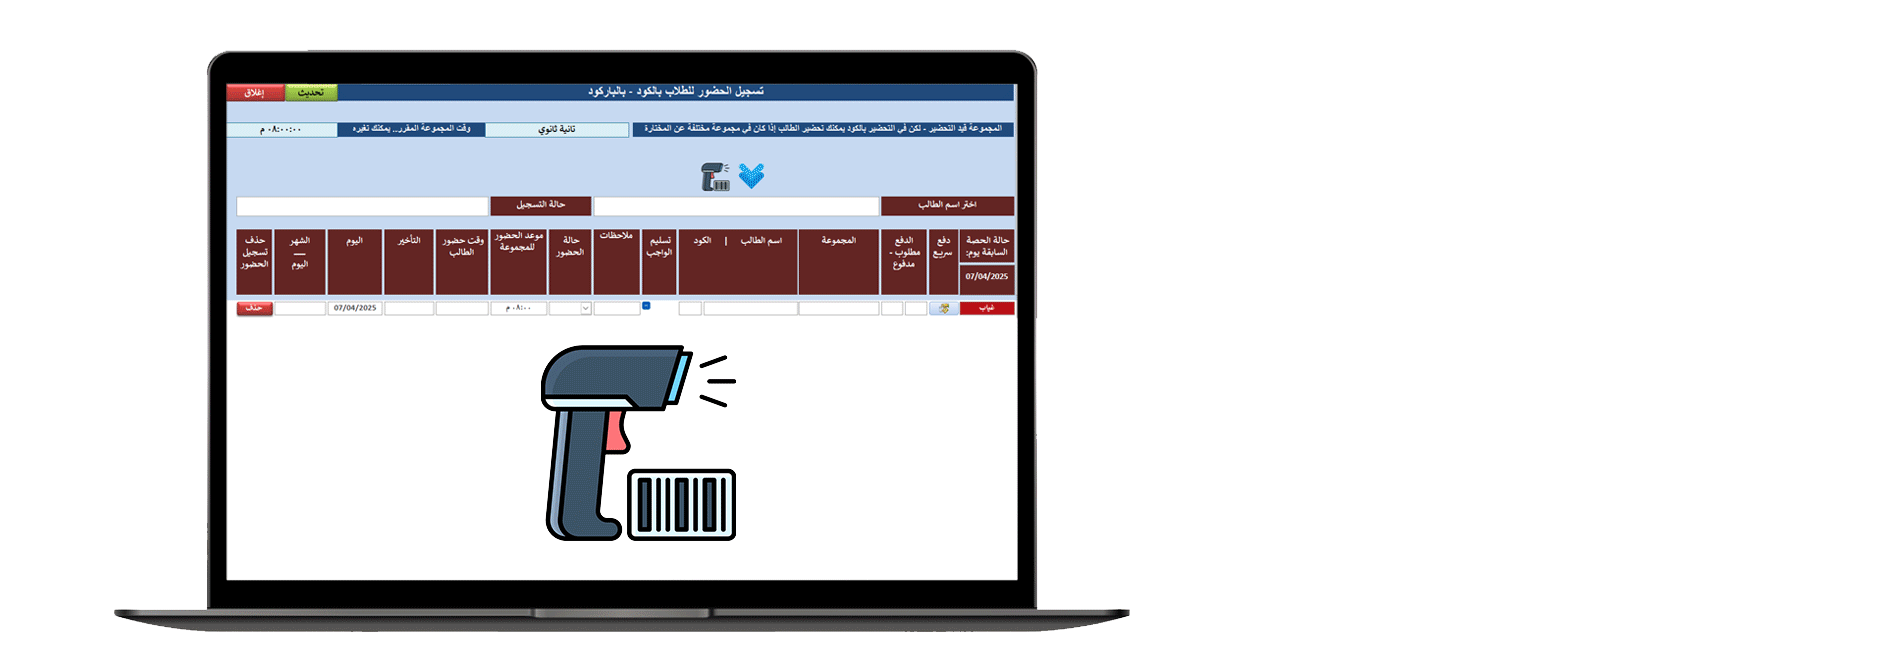 تسجيل الحضور للطلاب بالكود - بالباركود
تحديث
إغلاق
المجموعة قيد التحضير - لكن في التحضير بالكود يمكنك تحضير الطالب إذا كان في مجموعة مختلفة عن المختارة
تانية ثانوي
وقت المجموعة المقرر.. يمكنك تغيره
٠٨:٠٠:٠٠ م
اختر اسم الطالب
حالة التسجيل
حالة الحصة
السابقة يوم:
07/04/2025
دفع
سريع
الدفع
مطلوب -
مدفوع
المجموعة
اسم الطالب | الكود
تسليم
الواجب
ملاحظات
حالة
الحضور
موعد الحضور
للمجموعة
وقت حضور
الطالب
التأخير
اليوم
الشهر
—
اليوم
حذف
تسجيل
الحضور
غياب
٠٨:٠٠ م
07/04/2025
حذف